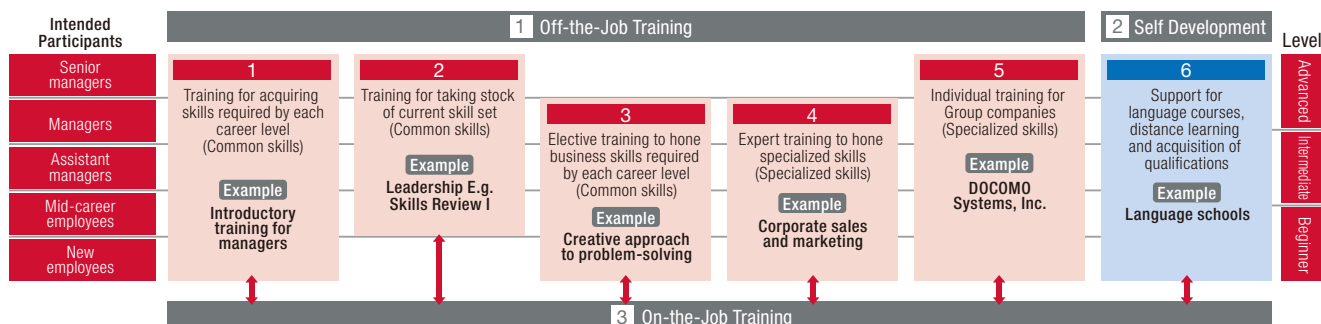 Intended
Participants
1 Off-the-Job Training
2 Self Development
Level
Senior
managers
Managers
Assistant
managers
Mid-career
employees
New
employees
1
Training for acquiring
skills required by each
career level
(Common skills)
Example
Introductory
training for
managers
2
Training for taking stock
of current skill set
(Common skills)
Example
Leadership E.g.
Skills Review I
3
Elective training to hone
business skills required
by each career level
(Common skills)
Example
Creative approach
to problem-solving
4
Expert training to hone
specialized skills
(Specialized skills)
Example
Corporate sales
and marketing
5
Individual training for
Group companies
(Specialized skills)
Example
DOCOMO
Systems, Inc.
6
Support for
language courses,
distance learning
and acquisition of
qualifications
Example
Language schools
Advanced
Intermediate
Beginner
3 On-the-Job Training